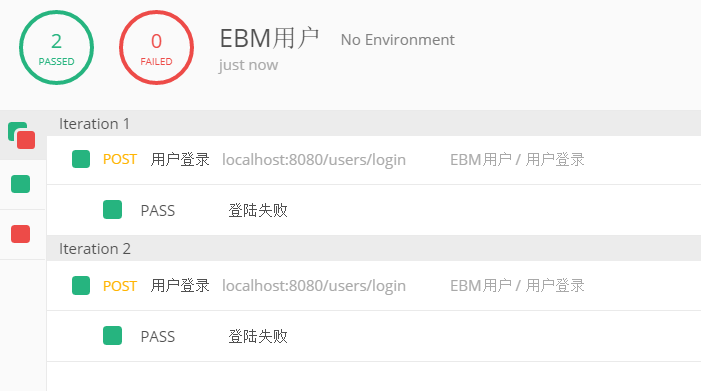 2
PASSED
0
FAILED
EBM用户 No Environment
just now
Iteration 1
POST 用户登录 localhost:8080/users/login EBM用户 / 用户登录
PASS 登陆失败
Iteration 2
POST 用户登录 localhost:8080/users/login EBM用户 / 用户登录
PASS 登陆失败